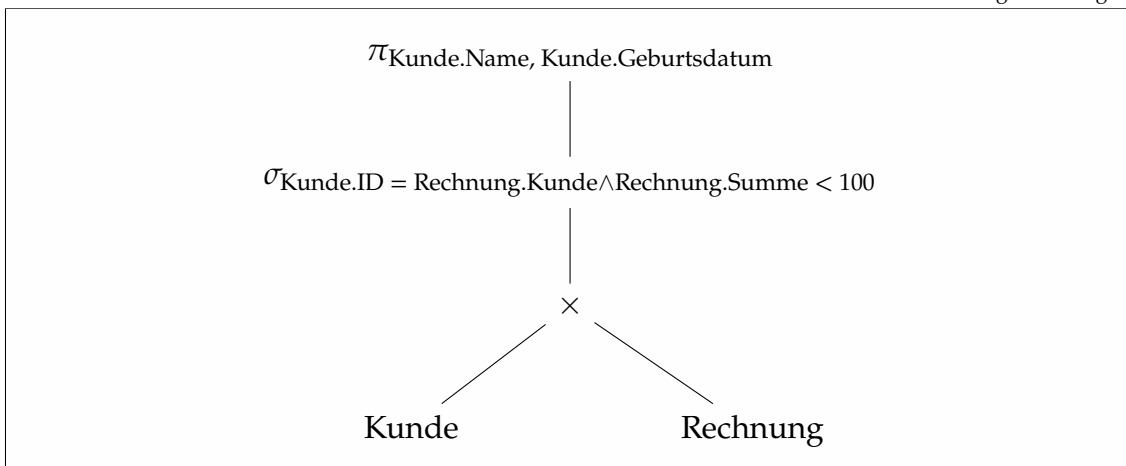 πKunde.Name, Kunde.Geburtsdatum
σKunde.ID = Rechnung.Kunde∧Rechnung.Summe < 100
×
Kunde Rechnung